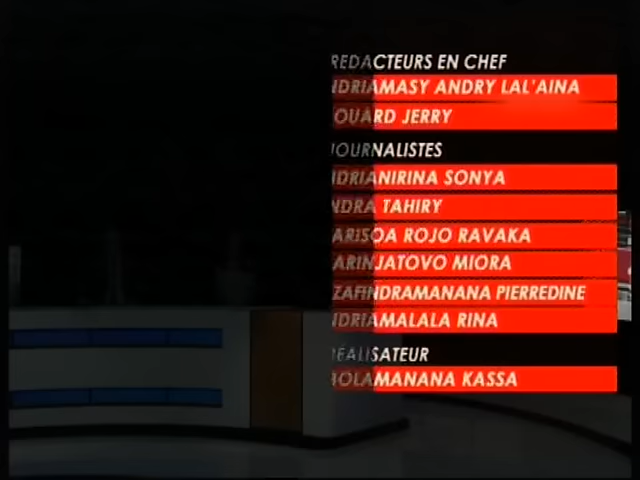 REDACTEURS EN CHEF
NDRIAMASY ANDRY LAL'AINA
OUARD JERRY
JOURNALISTES
NDRIANIRINA SONYA
NDRA TAHIRY
ARISOA ROJO RAVAKA
ARINJATOVO MIORA
ZAFINDRAMANANA PIERREDINE
NDRIAMALALA RINA
RÉALISATEUR
BOLAMANANA KASSA